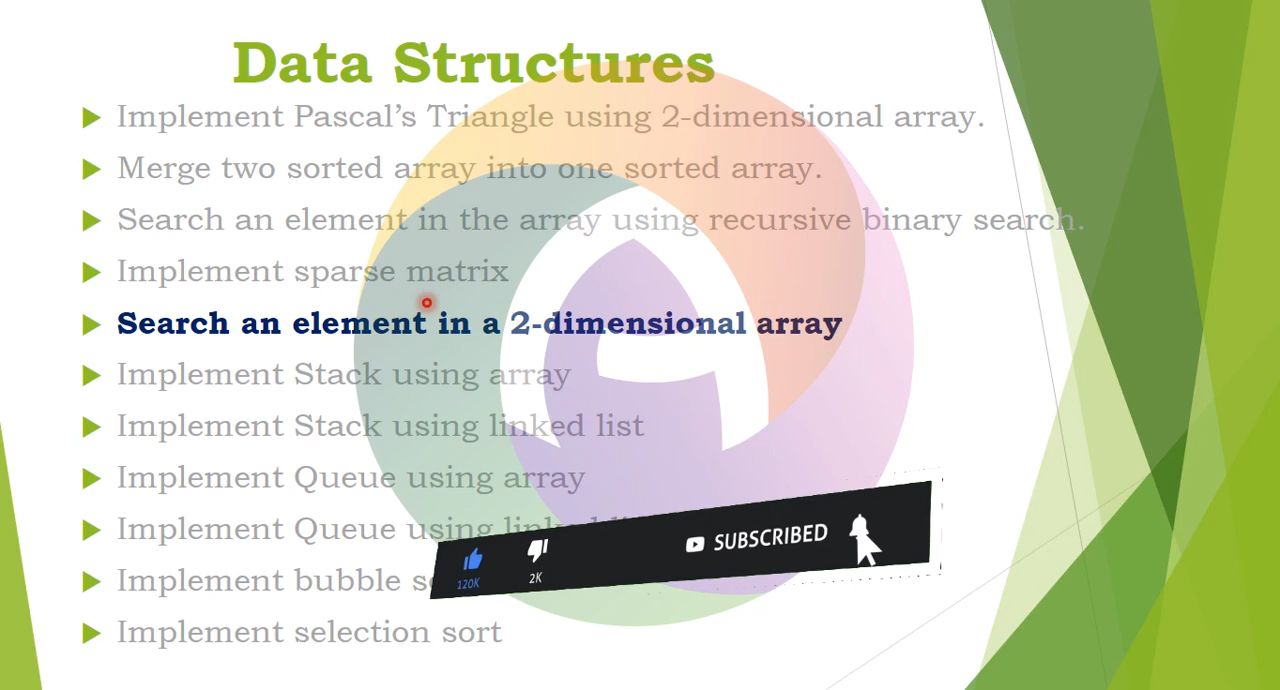 Data Structures
Implement Pascal's Triangle using 2-dimensional array.
Merge two sorted array into one sorted array.
Search an element in the array using recursive binary search.
Implement sparse matrix
Search an element in a 2-dimensional array
Implement Stack using array
Implement Stack using linked list
Implement Queue using array
Implement Queue using linked
Implement bubble
Implement selection sort
SUBSCRIBED
120K
2K